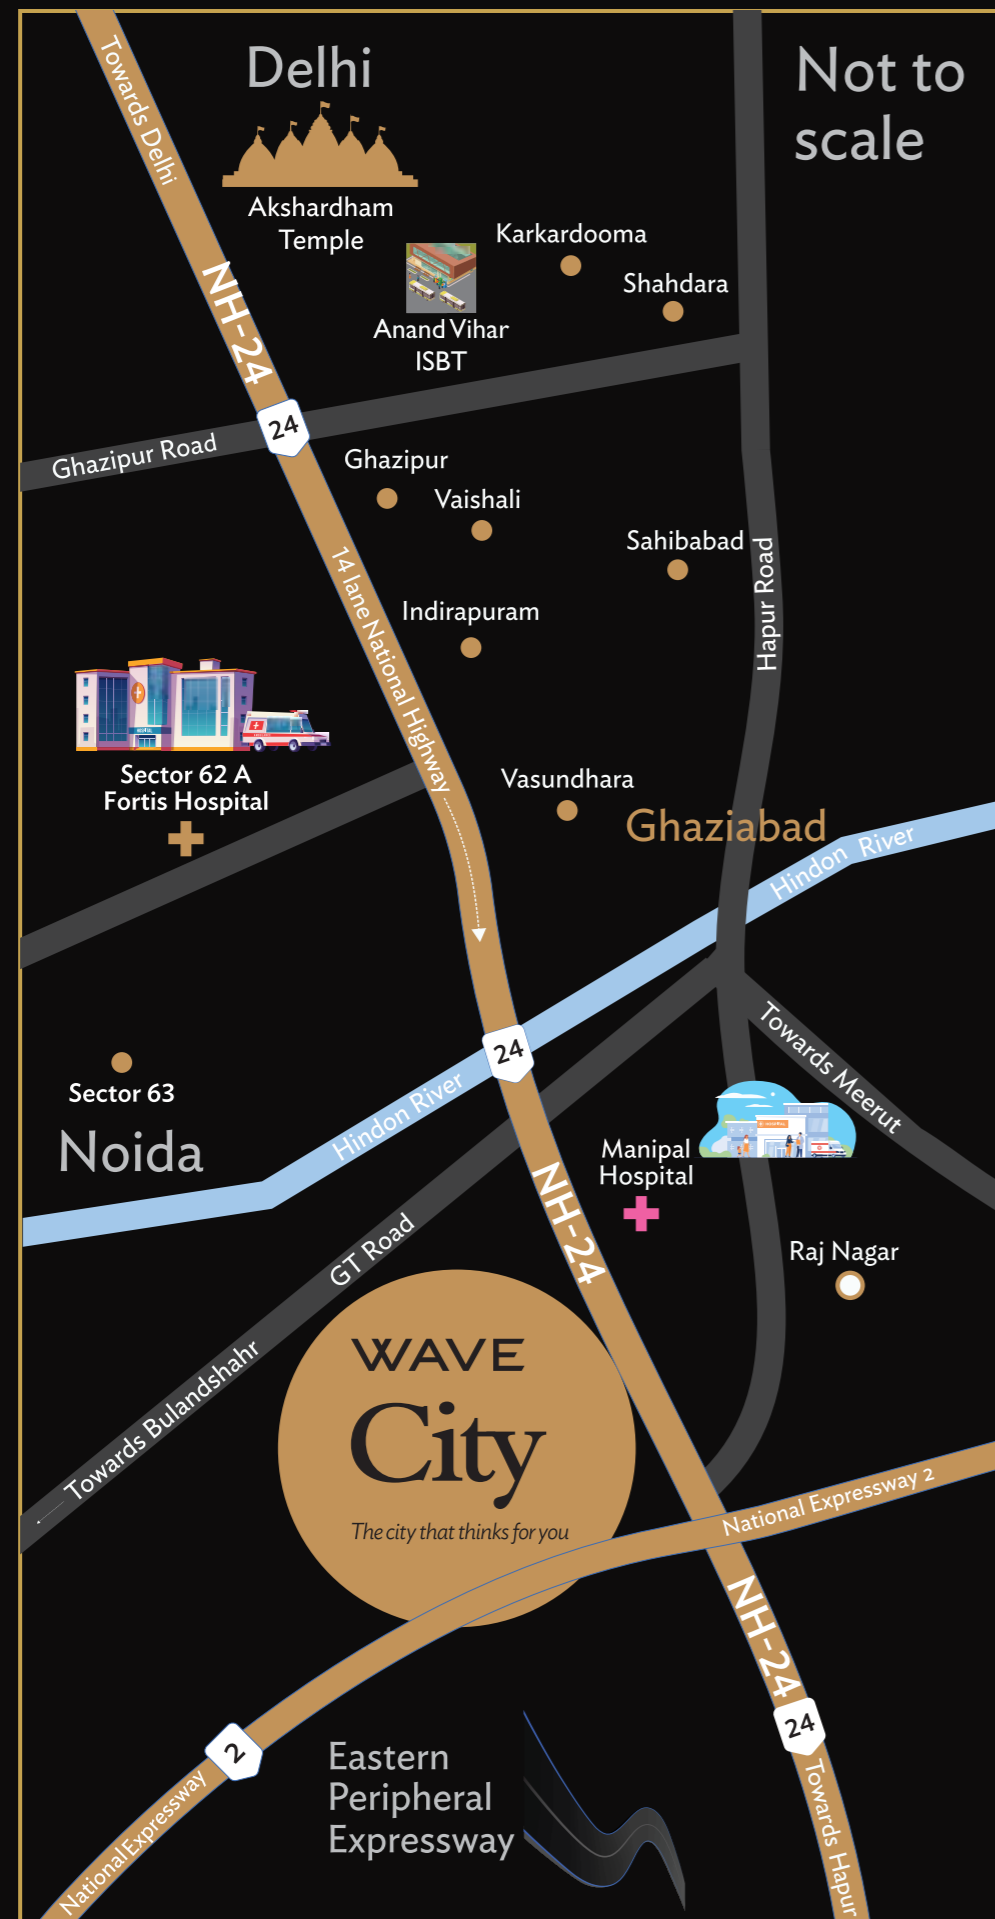 Delhi
Not to
scale
Towards Delhi
Akshardham
Temple
Karkardooma
Shahdara
NH-24
Anand Vihar
ISBT
24
Ghazipur Road
Ghazipur
Vaishali
Sahibabad
Hapur Road
14 lane National Highway
Indirapuram
Sector 62 A
Fortis Hospital
Vasundhara
Ghaziabad
Hindon River
24
Towards Meerut
Sector 63
Noida
Hindon River
Manipal
Hospital
NH-24
GT Road
Raj Nagar
Towards Bulandshahr
WAVE
City
The city that thinks for you
National Expressway 2
NH-24
24
2
Eastern
Peripheral
Expressway
National Expressway
Towards Hapur